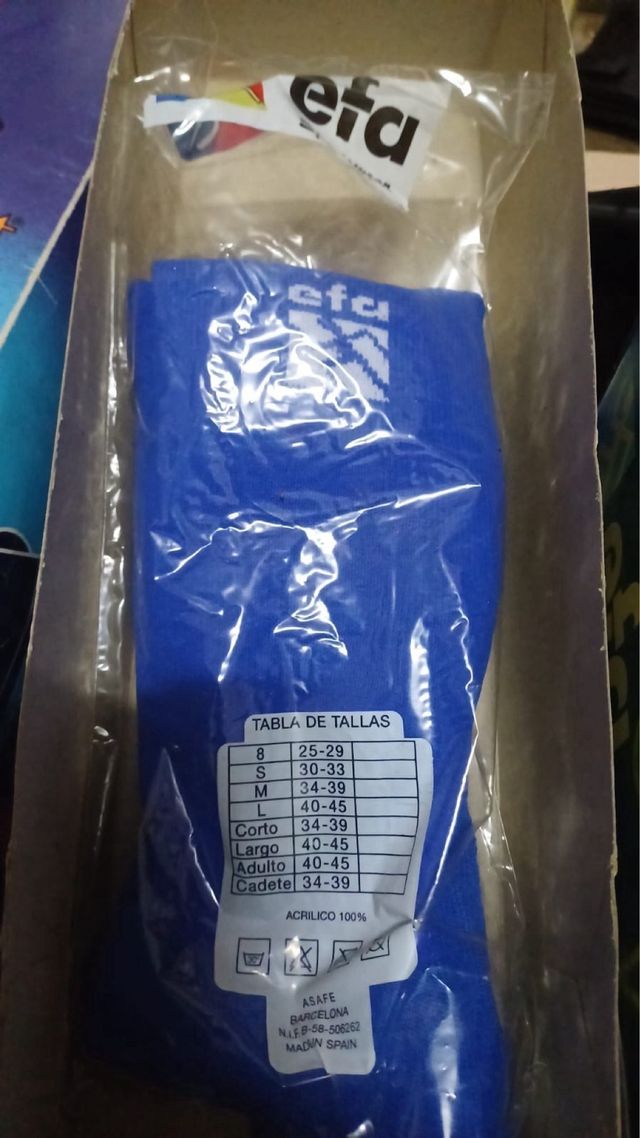 efa
efa
TABLA DE TALLAS
8 25-29
S 30-33
M 34-39
L 40-45
Corto 34-39
Largo 40-45
Adulto 40-45
Cadete 34-39
ACRILICO 100%
ASAFE
BARCELONA
N.I.F.B-58-506262
MAD IN SPAIN